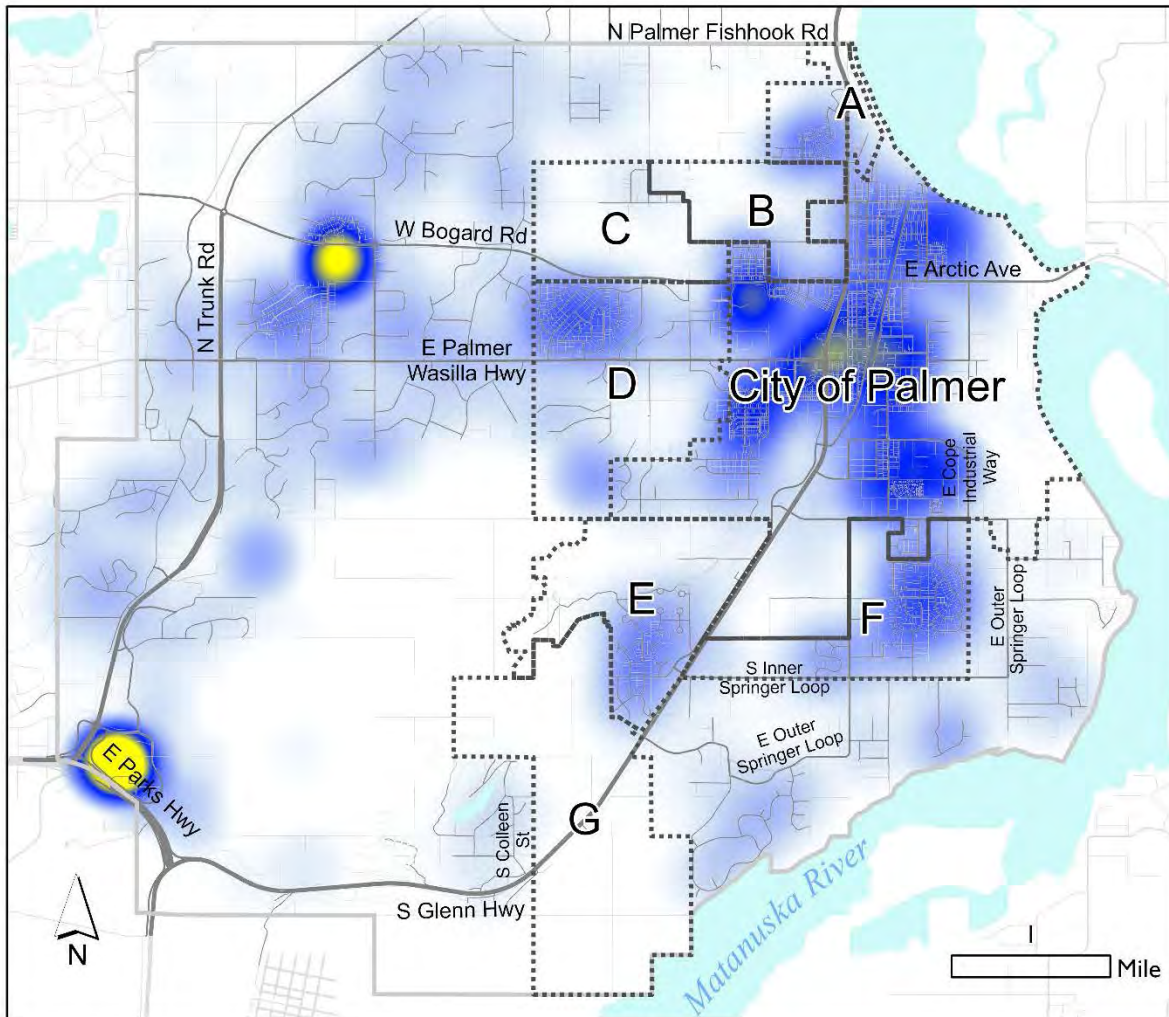 N Palmer Fishhook Rd
A
B
C
W Bogard Rd
N Trunk Rd
E Arctic Ave
E Palmer
Wasilla Hwy
D
City of Palmer
E Cope
Industrial
Way
E
F
E Outer
Springer Loop
S Inner
Springer Loop
E Outer
Springer Loop
E Parks Hwy
S Colleen
St
G
S Glenn Hwy
Matanuska River
N
1
Mile